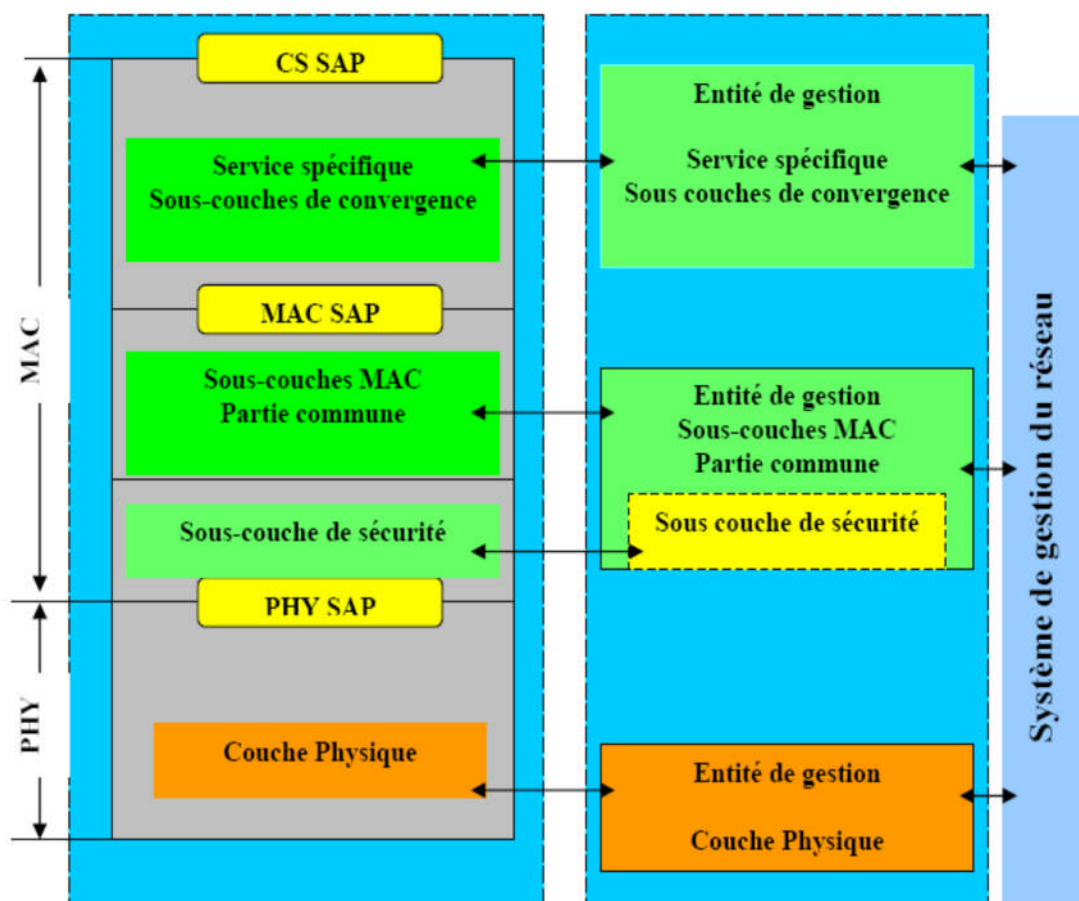 CS SAP
Service spécifique
Sous-couches de convergence
MAC SAP
Sous-couches MAC
Partie commune
Sous-couche de sécurité
PHY SAP
Couche Physique
MAC
PHY
Entité de gestion
Service spécifique
Sous couches de convergence
Entité de gestion
Sous-couches MAC
Partie commune
Sous couche de sécurité
Entité de gestion
Couche Physique
Système de gestion du réseau